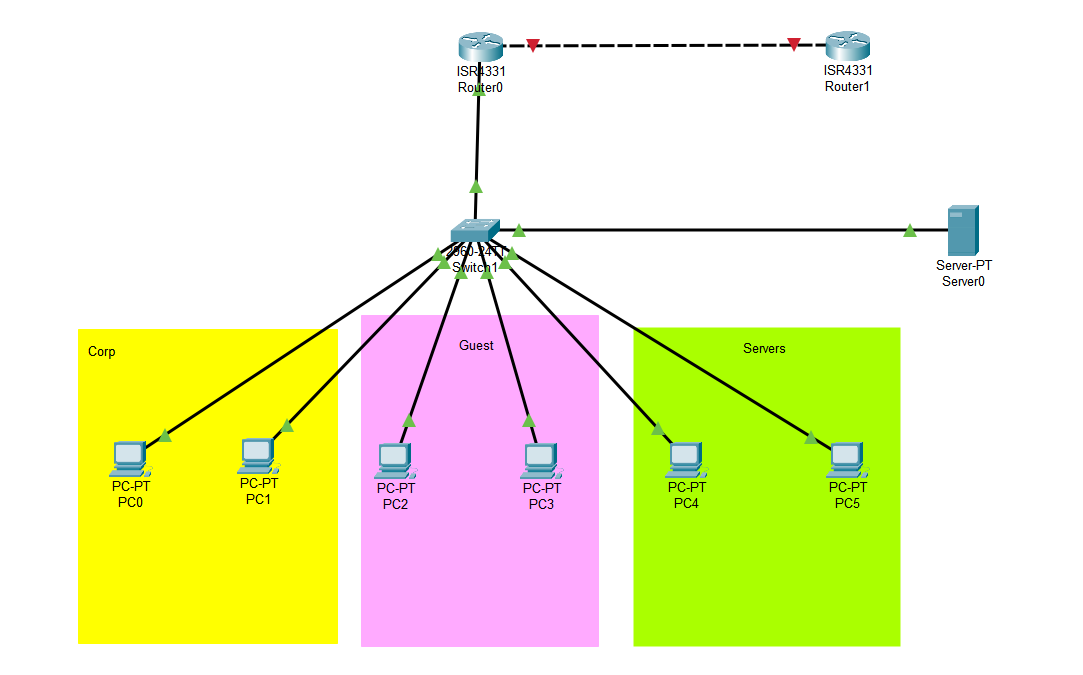 ISR4331
Router0
ISR4331
Router1
2960-24TT
Switch1
Server-PT
Server0
Corp
Guest
Servers
PC-PT
PC0
PC-PT
PC1
PC-PT
PC2
PC-PT
PC3
PC-PT
PC4
PC-PT
PC5